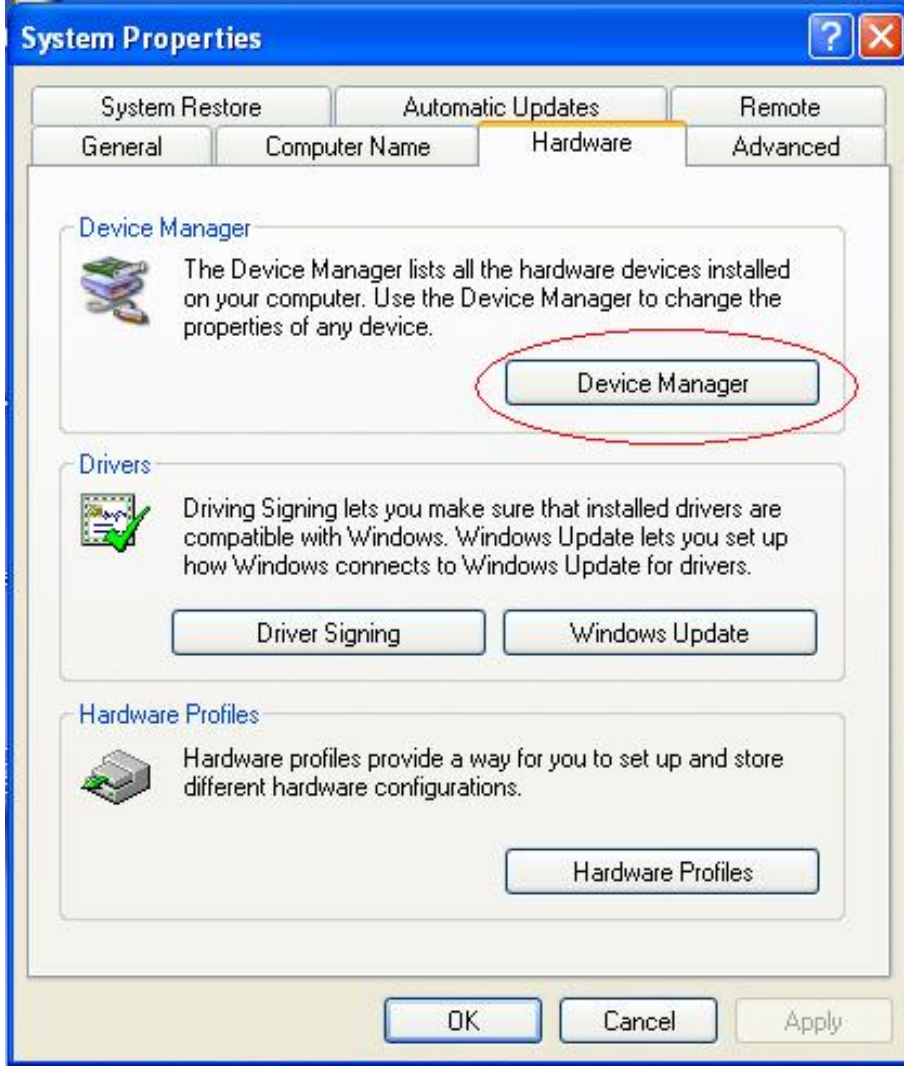 System Properties
System Restore
Automatic Updates
Remote
General
Computer Name
Hardware
Advanced
Device Manager
The Device Manager lists all the hardware devices installed
on your computer. Use the Device Manager to change the
properties of any device.
Device Manager
Drivers
Driving Signing lets you make sure that installed drivers are
compatible with Windows. Windows Update lets you set up
how Windows connects to Windows Update for drivers.
Driver Signing
Windows Update
Hardware Profiles
Hardware profiles provide a way for you to set up and store
different hardware configurations.
Hardware Profiles
OK
Cancel
Apply